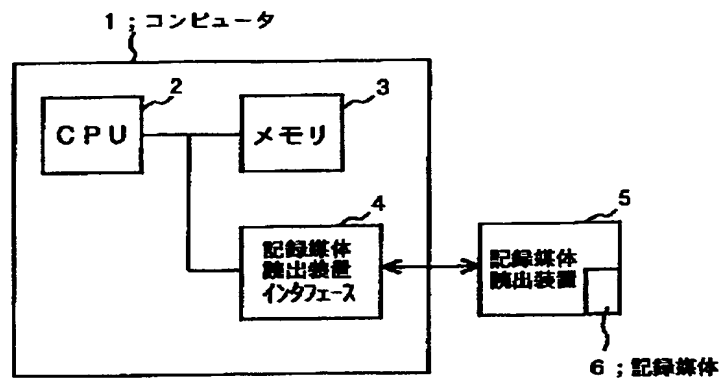 1；コンピュータ
2
3
ＣＰＵ
メモリ
4
5
記録媒体
読出装置
インタフェース
記録媒体
読出装置
6；記録媒体